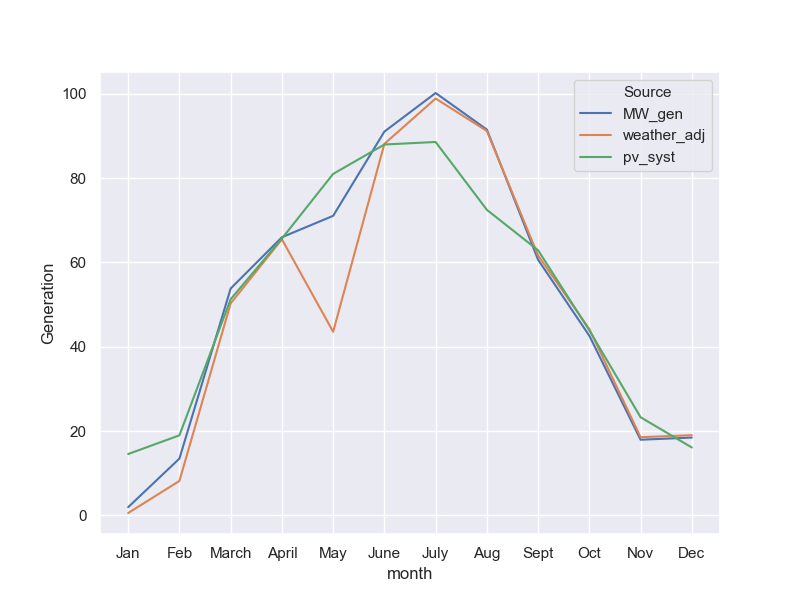 Source
MW_gen
weather_adj
pv_syst
Generation
100
80
60
40
20
0
Jan Feb March April May June July Aug Sept Oct Nov Dec
month